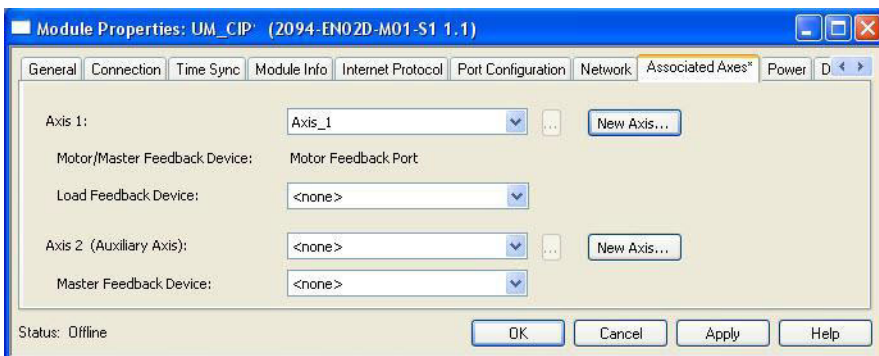 Module Properties: UM_CIP' (2094-EN02D-M01-S1 1.1)
General Connection Time Sync Module Info Internet Protocol Port Configuration Network Associated Axes* Power D
Axis 1: Axis_1 ... New Axis...
Motor/Master Feedback Device: Motor Feedback Port
Load Feedback Device: <none>
Axis 2 (Auxiliary Axis): <none> ... New Axis...
Master Feedback Device: <none>
Status: Offline OK Cancel Apply Help